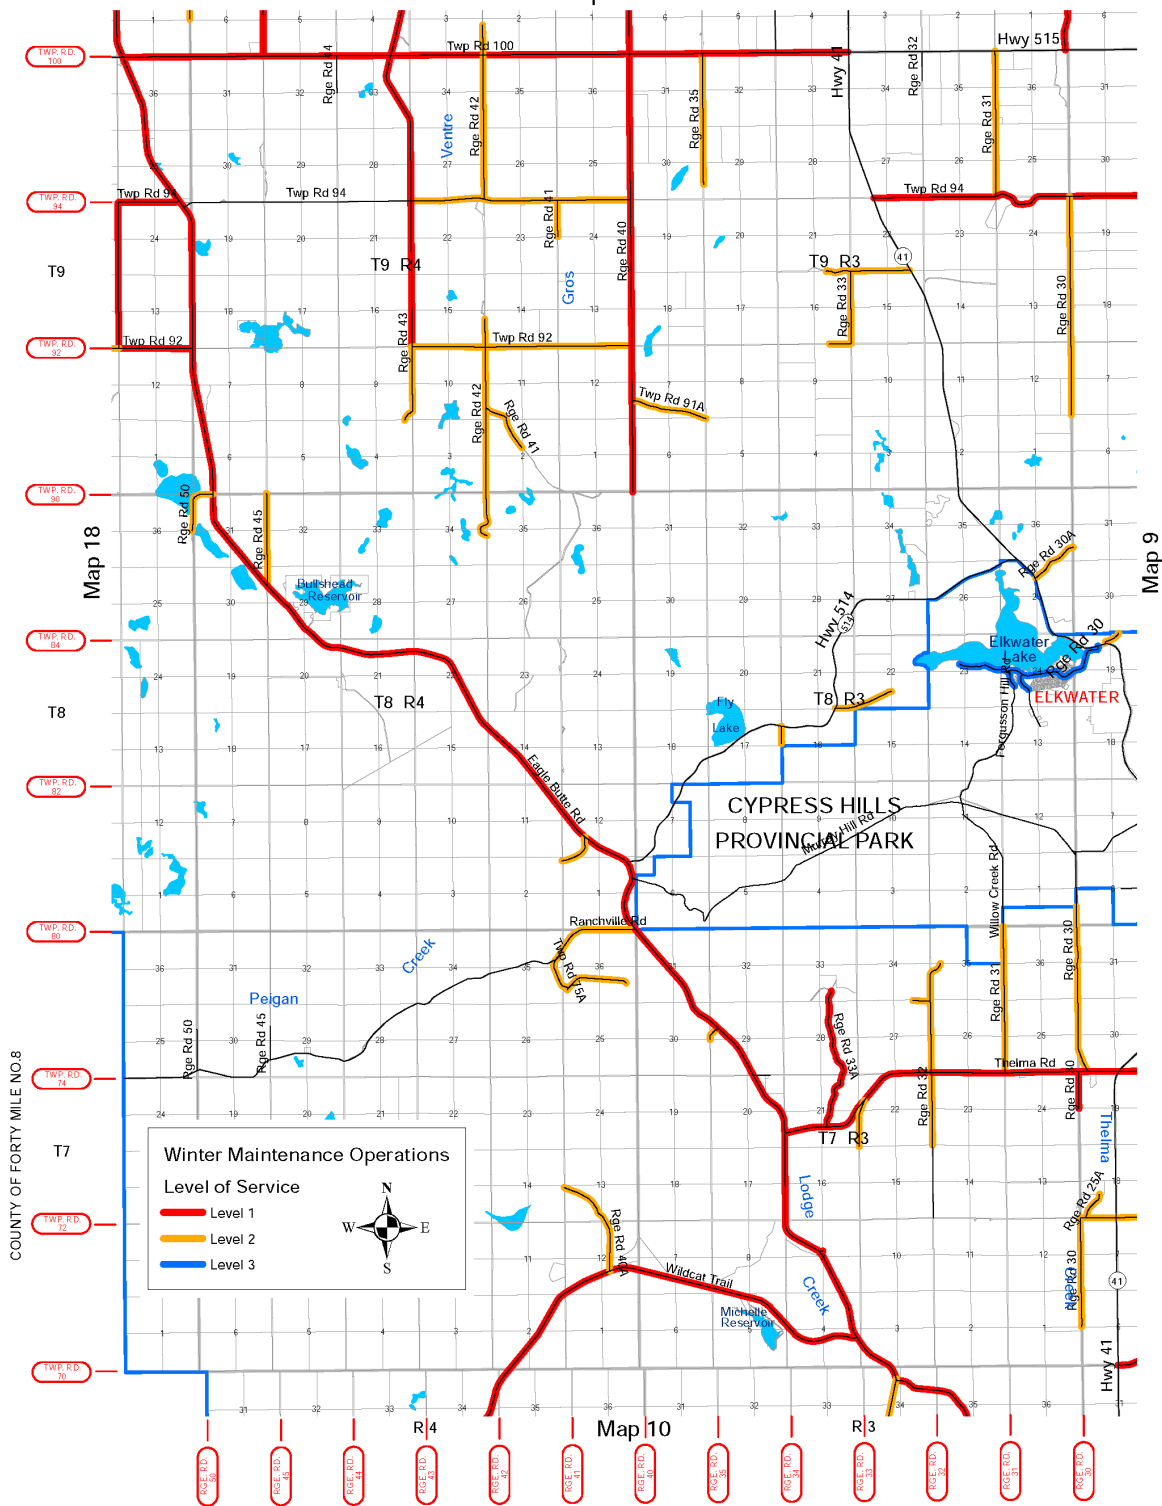 Twp Rd 100
Hwy 515
TWP. RD.
100
Rge Rd 44
Hwy 41
Rge Rd 32
Rge Rd 42
Ventre
Rge Rd 35
Rge Rd 31
Twp Rd 94
Twp Rd 94
Twp Rd 94
TWP. RD.
94
Rge Rd 41
Rge Rd 40
41
T9
T9 R4
T9 R3
Gros
Rge Rd 33
Rge Rd 30
Rge Rd 43
Twp Rd 92
Twp Rd 92
TWP. RD.
92
Rge Rd 42
Rge Rd 41
Twp Rd 91A
TWP. RD.
90
Rge Rd 50
Rge Rd 45
Map 18
Map 9
Rge Rd 30A
Bullshead
Reservoir
Hwy 514
514
TWP. RD.
84
Elkwater
Lake
Rge Rd 30
ELKWATER
Fergusson Hill Rd
T8
T8 R4
T8 R3
Fly
Lake
Eagle Butte Rd
TWP. RD.
82
CYPRESS HILLS
PROVINCIAL PARK
Murray Hill Rd
Willow Creek Rd
Ranchville Rd
TWP. RD.
80
Twp Rd 75A
Creek
Peigan
Rge Rd 31
Rge Rd 30
Rge Rd 50
Rge Rd 45
Rge Rd 33A
Rge Rd 32
Thelma Rd
Rge Rd 30
TWP. RD.
74
COUNTY OF FORTY MILE NO.8
T7
T7 R3
Thelma
Winter Maintenance Operations
Level of Service
Level 1
Level 2
Level 3
N
W
E
S
Lodge
Creek
Rge Rd 25A
TWP. RD.
72
Rge Rd 40A
Wildcat Trail
Michelle
Reservoir
Rge Rd 30
Creek
41
Hwy 41
TWP. RD.
70
R 4
Map 10
R 3
RGE. RD.
50
RGE. RD.
45
RGE. RD.
44
RGE. RD.
43
RGE. RD.
42
RGE. RD.
41
RGE. RD.
40
RGE. RD.
35
RGE. RD.
34
RGE. RD.
33
RGE. RD.
32
RGE. RD.
31
RGE. RD.
30